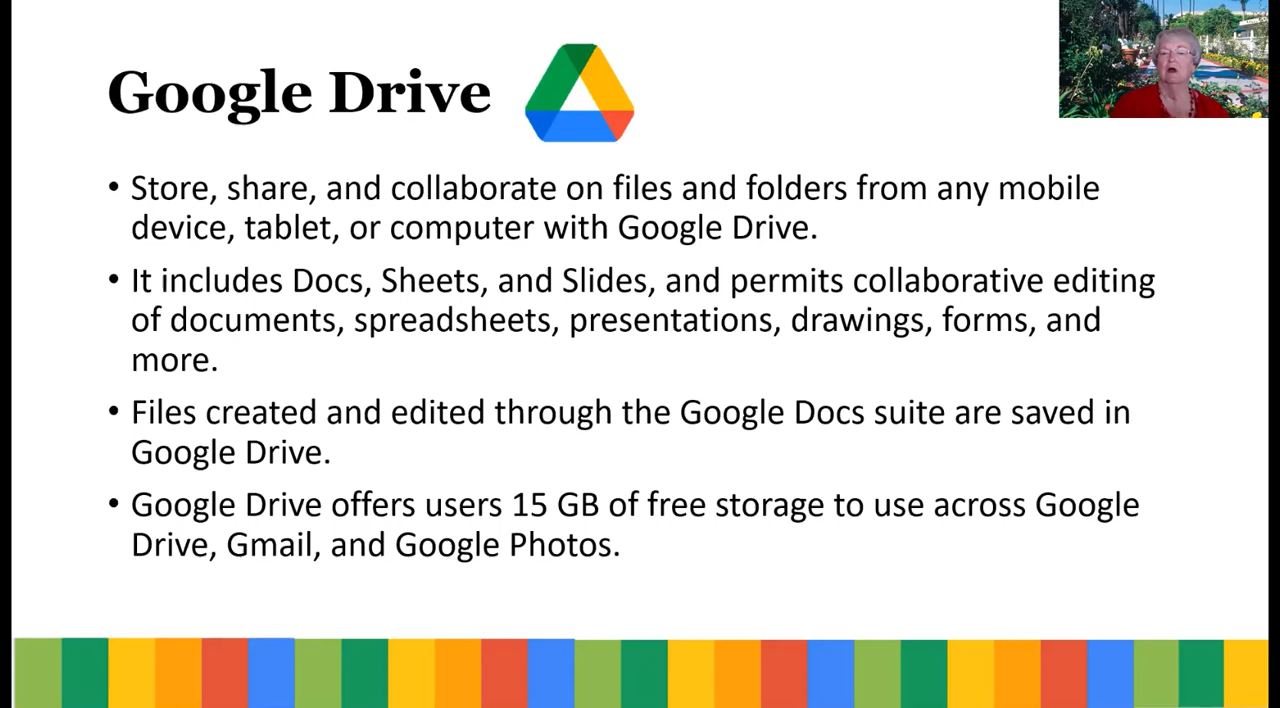 Google Drive
• Store, share, and collaborate on files and folders from any mobile
device, tablet, or computer with Google Drive.
• It includes Docs, Sheets, and Slides, and permits collaborative editing
of documents, spreadsheets, presentations, drawings, forms, and
more.
• Files created and edited through the Google Docs suite are saved in
Google Drive.
• Google Drive offers users 15 GB of free storage to use across Google
Drive, Gmail, and Google Photos.